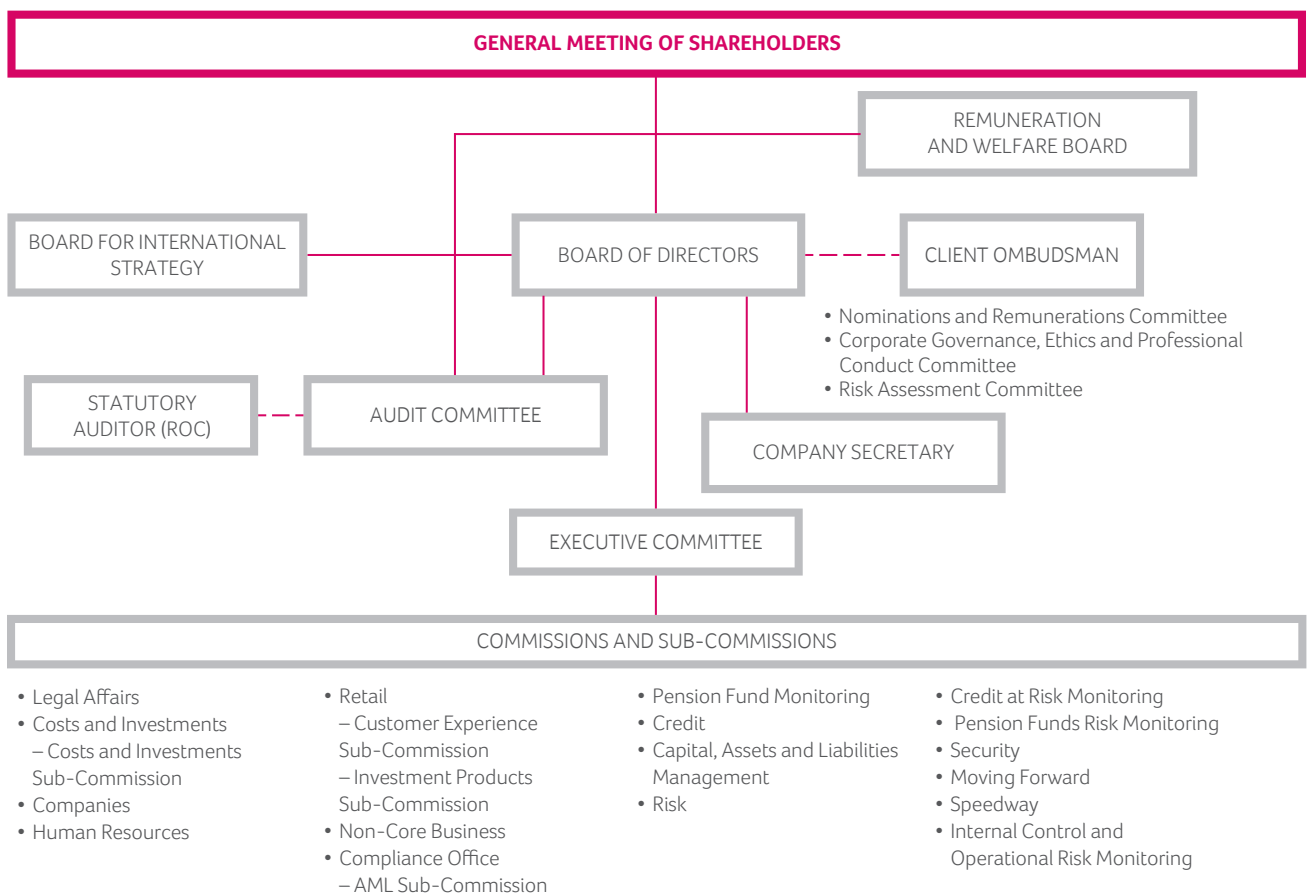 GENERAL MEETING OF SHAREHOLDERS
REMUNERATION
AND WELFARE BOARD
BOARD FOR INTERNATIONAL
STRATEGY
BOARD OF DIRECTORS
CLIENT OMBUDSMAN
• Nominations and Remunerations Committee
• Corporate Governance, Ethics and Professional
Conduct Committee
• Risk Assessment Committee
STATUTORY
AUDITOR (ROC)
AUDIT COMMITTEE
COMPANY SECRETARY
EXECUTIVE COMMITTEE
COMMISSIONS AND SUB-COMMISSIONS
• Legal Affairs
• Costs and Investments
– Costs and Investments
Sub-Commission
• Companies
• Human Resources
• Retail
– Customer Experience
Sub-Commission
– Investment Products
Sub-Commission
• Non-Core Business
• Compliance Office
– AML Sub-Commission
• Pension Fund Monitoring
• Credit
• Capital, Assets and Liabilities
Management
• Risk
• Credit at Risk Monitoring
• Pension Funds Risk Monitoring
• Security
• Moving Forward
• Speedway
• Internal Control and
Operational Risk Monitoring